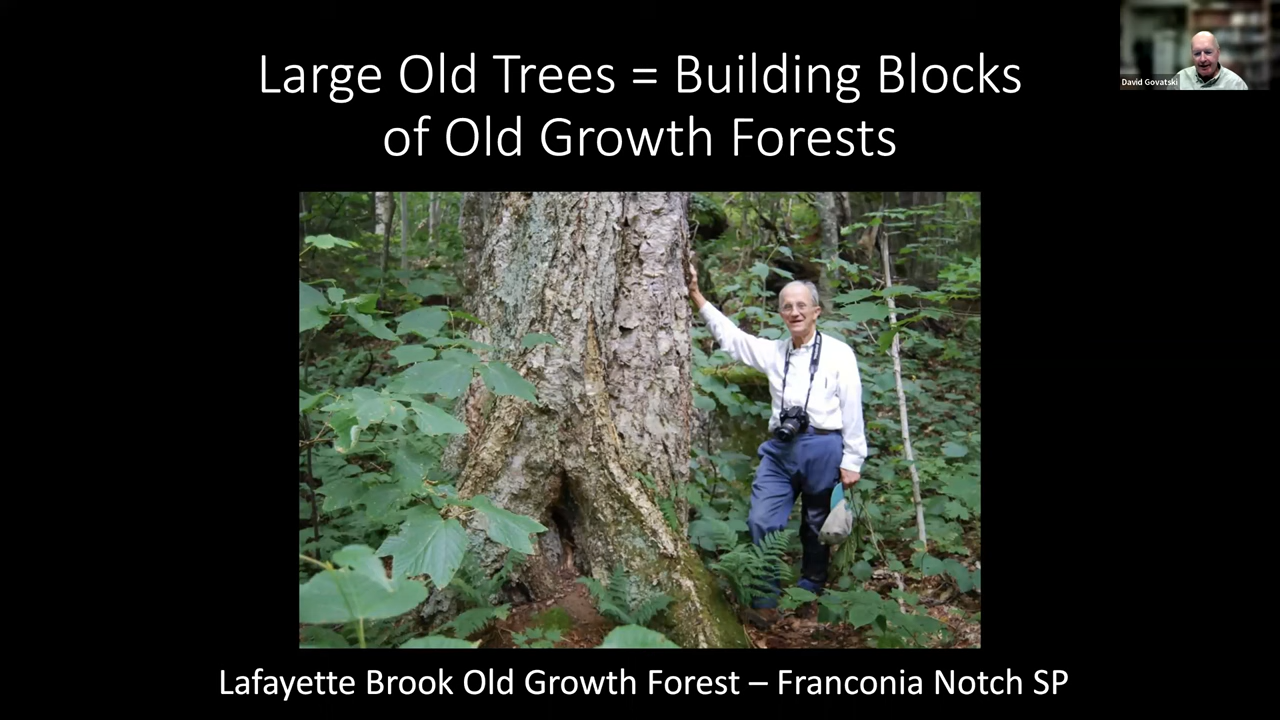 Large Old Trees = Building Blocks
of Old Growth Forests
David Govatski
Lafayette Brook Old Growth Forest – Franconia Notch SP